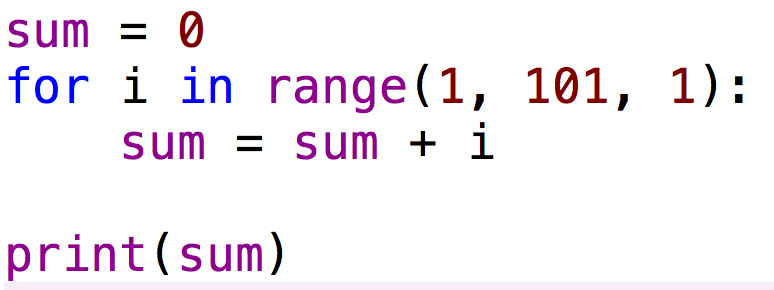 sum = 0
for i in range(1, 101, 1):
    sum = sum + i

print(sum)